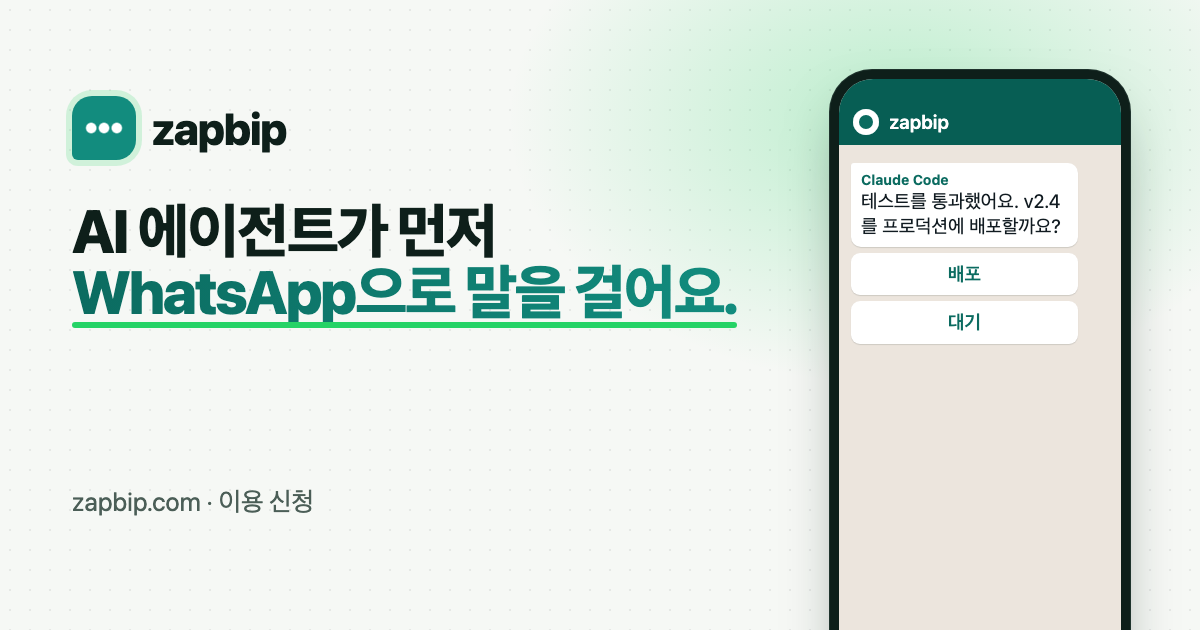 zapbip
AI 에이전트가 먼저
WhatsApp으로 말을 걸어요.
zapbip.com · 이용 신청
zapbip
Claude Code
테스트를 통과했어요. v2.4
를 프로덕션에 배포할까요?
배포
대기